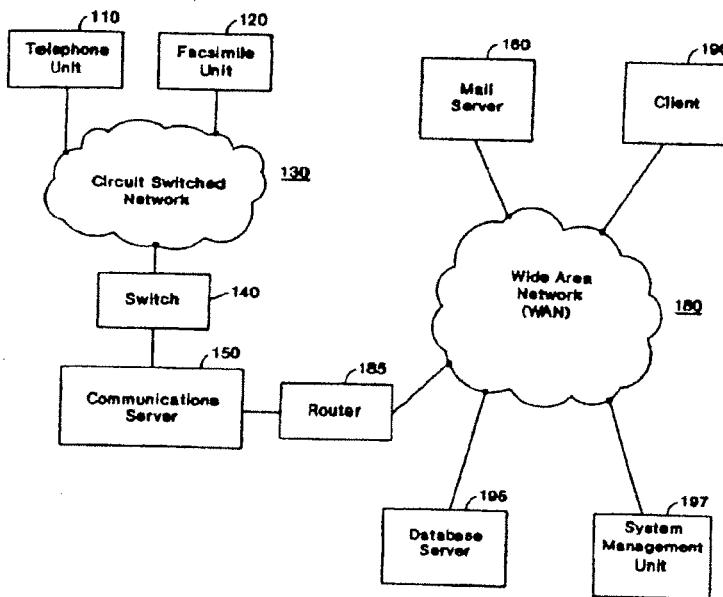 110
120
Telephone
Unit
Facsimile
Unit
160
Mail
Server
Client
Circuit Switched
Network
130
Switch
140
150
Communications
Server
185
Router
Wide Area
Network
(WAN)
180
195
Database
Server
197
System
Management
Unit